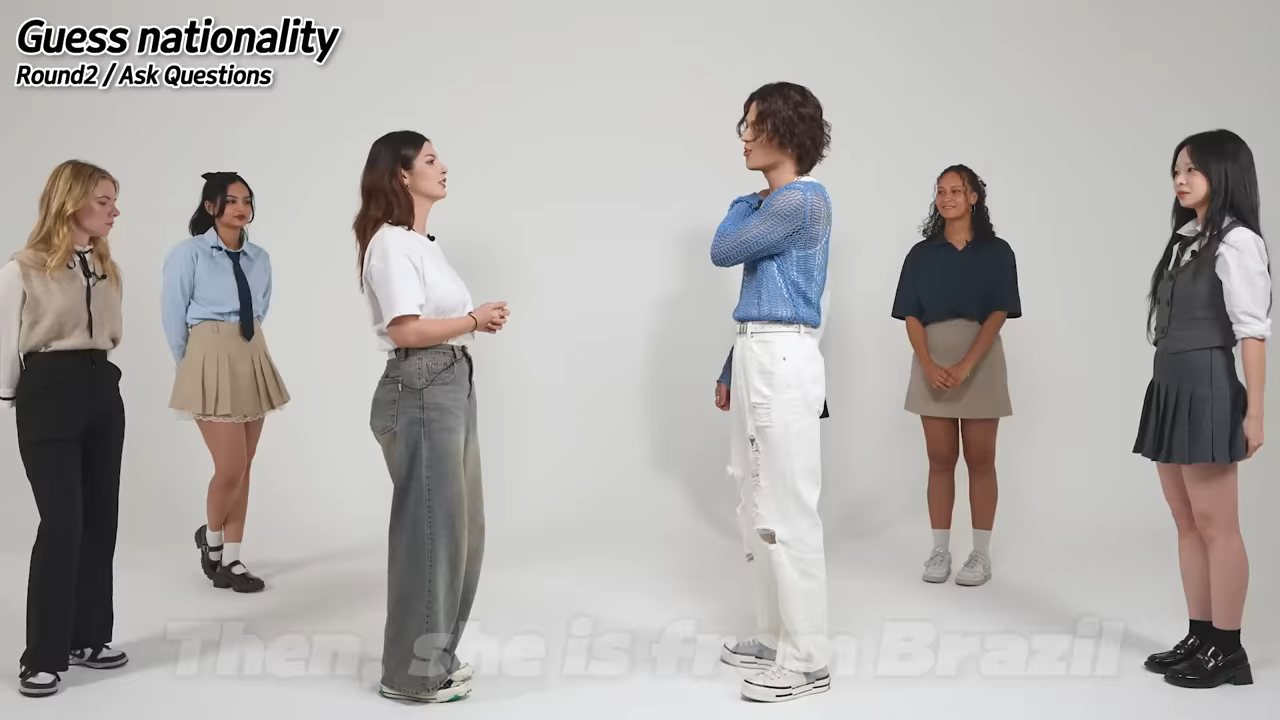 Guess nationality
Round2 / Ask Questions
Then, she is from Brazil